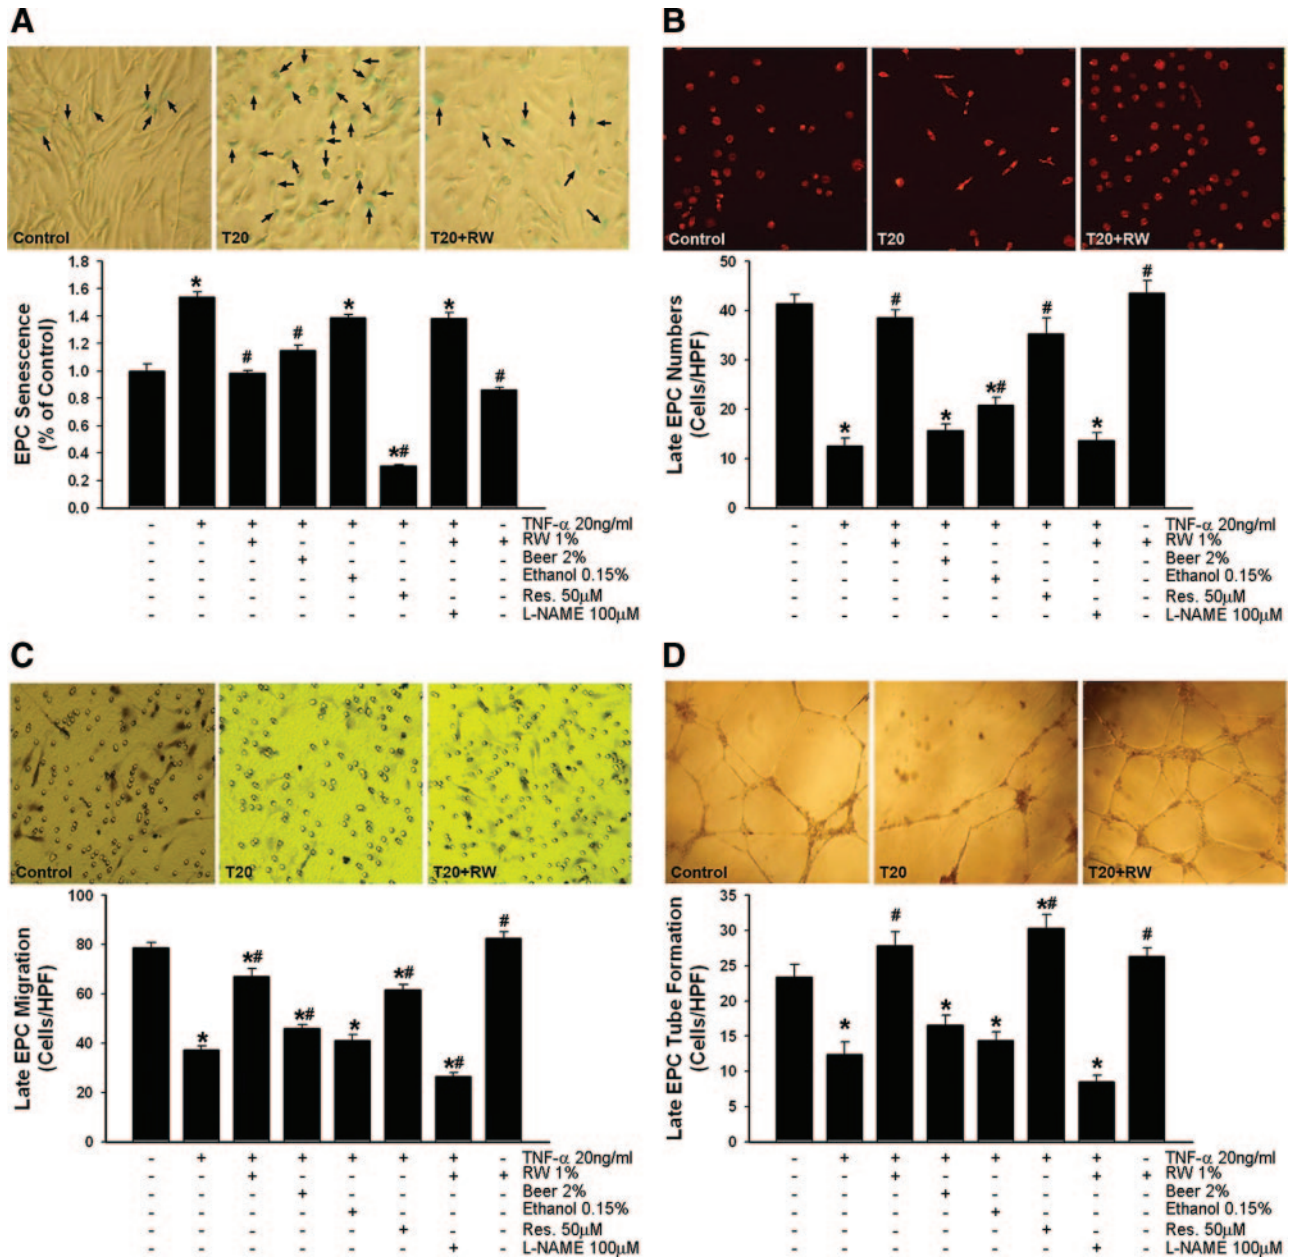 A
Control
T20
T20+RW
EPC Senescence
(% of Control)
1.8
1.6
1.4
1.2
1.0
0.8
0.6
0.4
0.2
0.0
* # # * *# * #
- + + + + + + - TNF-α 20ng/ml
- - + - - - + + RW 1%
- - - + - - - - Beer 2%
- - - - + - - - Ethanol 0.15%
- - - - - + - - Res. 50μM
- - - - - - + - L-NAME 100μM
B
Control
T20
T20+RW
Late EPC Numbers
(Cells/HPF)
50
40
30
20
10
0
* # * *# # * #
- + + + + + + - TNF-α 20ng/ml
- - + - - - + + RW 1%
- - - + - - - - Beer 2%
- - - - + - - - Ethanol 0.15%
- - - - - + - - Res. 50μM
- - - - - - + - L-NAME 100μM
C
Control
T20
T20+RW
Late EPC Migration
(Cells/HPF)
100
80
60
40
20
0
* *# *# * *# *# #
- + + + + + + - TNF-α 20ng/ml
- - + - - - + + RW 1%
- - - + - - - - Beer 2%
- - - - + - - - Ethanol 0.15%
- - - - - + - - Res. 50μM
- - - - - - + - L-NAME 100μM
D
Control
T20
T20+RW
Late EPC Tube Formation
(Cells/HPF)
35
30
25
20
15
10
5
0
* # * * *# * #
- + + + + + + - TNF-α 20ng/ml
- - + - - - + + RW 1%
- - - + - - - - Beer 2%
- - - - + - - - Ethanol 0.15%
- - - - - + - - Res. 50μM
- - - - - - + - L-NAME 100μM